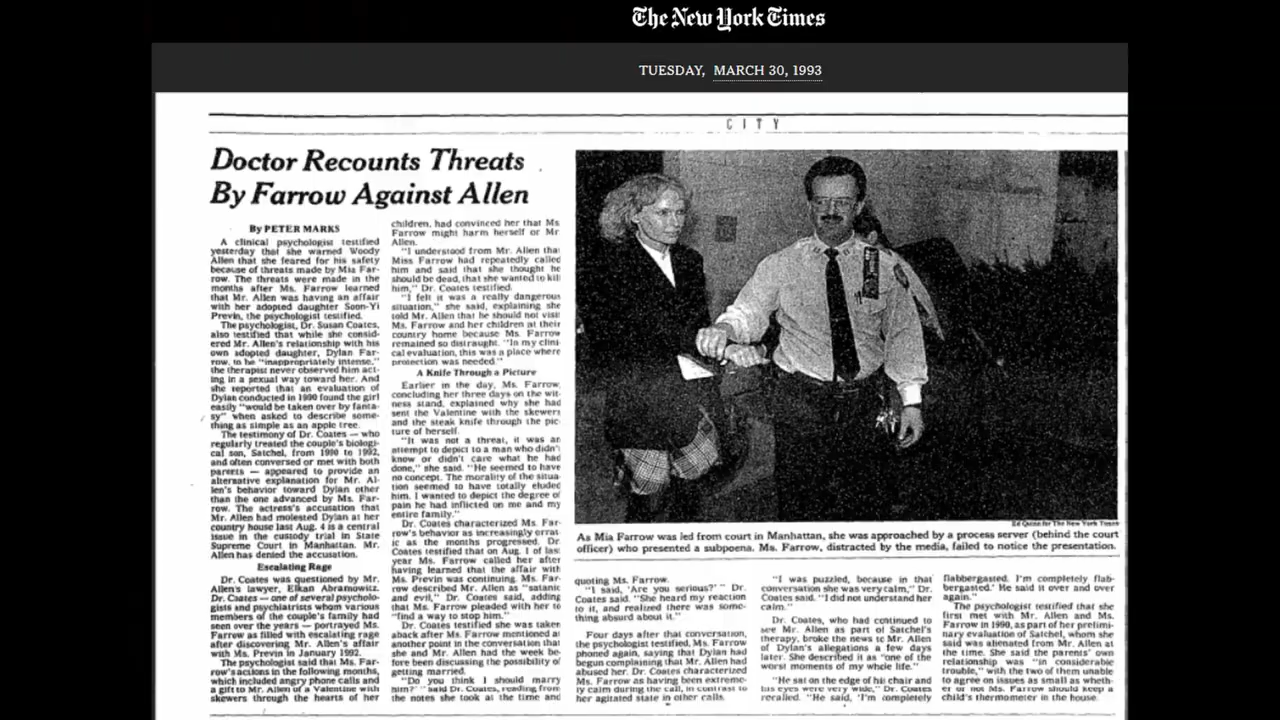 The New York Times
TUESDAY, MARCH 30, 1993
CITY
Doctor Recounts Threats
By Farrow Against Allen
By PETER MARKS
A clinical psychologist testified
yesterday that she warned Woody
Allen that she feared for his safety
because of threats made by Mia Far-
row. The threats were made in the
months after Ms. Farrow learned
that Mr. Allen was having an affair
with her adopted daughter Soon-Yi
Previn, the psychologist testified.
The psychologist, Dr. Susan Coates,
also testified that while she consid-
ered Mr. Allen's relationship with his
own adopted daughter, Dylan Far-
row, to be "inappropriately intense,"
the therapist never observed him act-
ing in a sexual way toward her. And
she reported that an evaluation of
Dylan conducted in 1990 found the girl
easily "would be taken over by fanta-
sy" when asked to describe some-
thing as simple as an apple tree.
The testimony of Dr. Coates — who
regularly treated the couple's biologi-
cal son, Satchel, from 1990 to 1992,
and often conversed or met with both
parents — appeared to provide an
alternative explanation for Mr. Al-
len's behavior toward Dylan other
than the one advanced by Ms. Far-
row. The actress's accusation that
Mr. Allen had molested Dylan at her
country house last Aug. 4 is a central
issue in the custody trial in State
Supreme Court in Manhattan. Mr.
Allen has denied the accusation.
Escalating Rage
Dr. Coates was questioned by Mr.
Allen's lawyer, Elkan Abramowitz.
Dr. Coates — one of several psycholo-
gists and psychiatrists whom various
members of the couple's family had
seen over the years — portrayed Ms.
Farrow as filled with escalating rage
after discovering Mr. Allen's affair
with Ms. Previn in January 1992.
The psychologist said that Ms. Far-
row's actions in the following months,
which included angry phone calls and
a gift to Mr. Allen of a Valentine with
skewers through the hearts of her
children, had convinced her that Ms
Farrow might harm herself or Mr
Allen.
"I understood from Mr. Allen that
Miss Farrow had repeatedly called
him and said that she thought he
should be dead, that she wanted to kill
him," Dr. Coates testified.
"I felt it was a really dangerous
situation," she said, explaining she
told Mr. Allen that he should not visit
Ms. Farrow and her children at their
country home because Ms. Farrow
remained so distraught. "In my clini-
cal evaluation, this was a place where
protection was needed."
A Knife Through a Picture
Earlier in the day, Ms. Farrow,
concluding her three days on the wit-
ness stand, explained why she had
sent the Valentine with the skewers
and the steak knife through the pic-
ture of herself.
"It was not a threat, it was an
attempt to depict to a man who didn't
know or didn't care what he had
done," she said. "He seemed to have
no concept. The morality of the situa-
tion seemed to have totally eluded
him. I wanted to depict the degree of
pain he had inflicted on me and my
entire family."
Dr. Coates characterized Ms. Far-
row's behavior as increasingly errat-
ic as the months progressed. Dr.
Coates testified that on Aug. 1 of last
year Ms. Farrow called her after
having learned that the affair with
Ms. Previn was continuing. Ms. Far-
row described Mr. Allen as "satanic
and evil," Dr. Coates said, adding
that Ms. Farrow pleaded with her to
"find a way to stop him."
Dr. Coates testified she was taken
aback after Ms. Farrow mentioned at
another point in the conversation that
she and Mr. Allen had the week be-
fore been discussing the possibility of
getting married.
"Do you think I should marry
him?" said Dr. Coates, reading from
the notes she took at the time and
Ed Quinn for The New York Times
As Mia Farrow was led from court in Manhattan, she was approached by a process server (behind the court
officer) who presented a subpoena. Ms. Farrow, distracted by the media, failed to notice the presentation.
quoting Ms. Farrow.
"I said, 'Are you serious?' " Dr.
Coates said. "She heard my reaction
to it, and realized there was some-
thing absurd about it."
Four days after that conversation,
the psychologist testified, Ms. Farrow
phoned again, saying that Dylan had
begun complaining that Mr. Allen had
abused her. Dr. Coates characterized
Ms. Farrow as having been extreme-
ly calm during the call, in contrast to
her agitated state in other calls.
"I was puzzled, because in that
conversation she was very calm," Dr.
Coates said. "I did not understand her
calm."
Dr. Coates, who had continued to
see Mr. Allen as part of Satchel's
therapy, broke the news to Mr. Allen
of Dylan's allegations a few days
later. She described it as "one of the
worst moments of my whole life."
"He sat on the edge of his chair and
his eyes were very wide," Dr. Coates
recalled. "He said, 'I'm completely
flabbergasted. I'm completely flab-
bergasted.' He said it over and over
again."
The psychologist testified that she
first met with Mr. Allen and Ms.
Farrow in 1990, as part of her prelimi-
nary evaluation of Satchel, whom she
said was alienated from Mr. Allen at
the time. She said the parents' own
relationship was "in considerable
trouble," with the two of them unable
to agree on issues as small as wheth-
er or not Ms. Farrow should keep a
child's thermometer in the house.